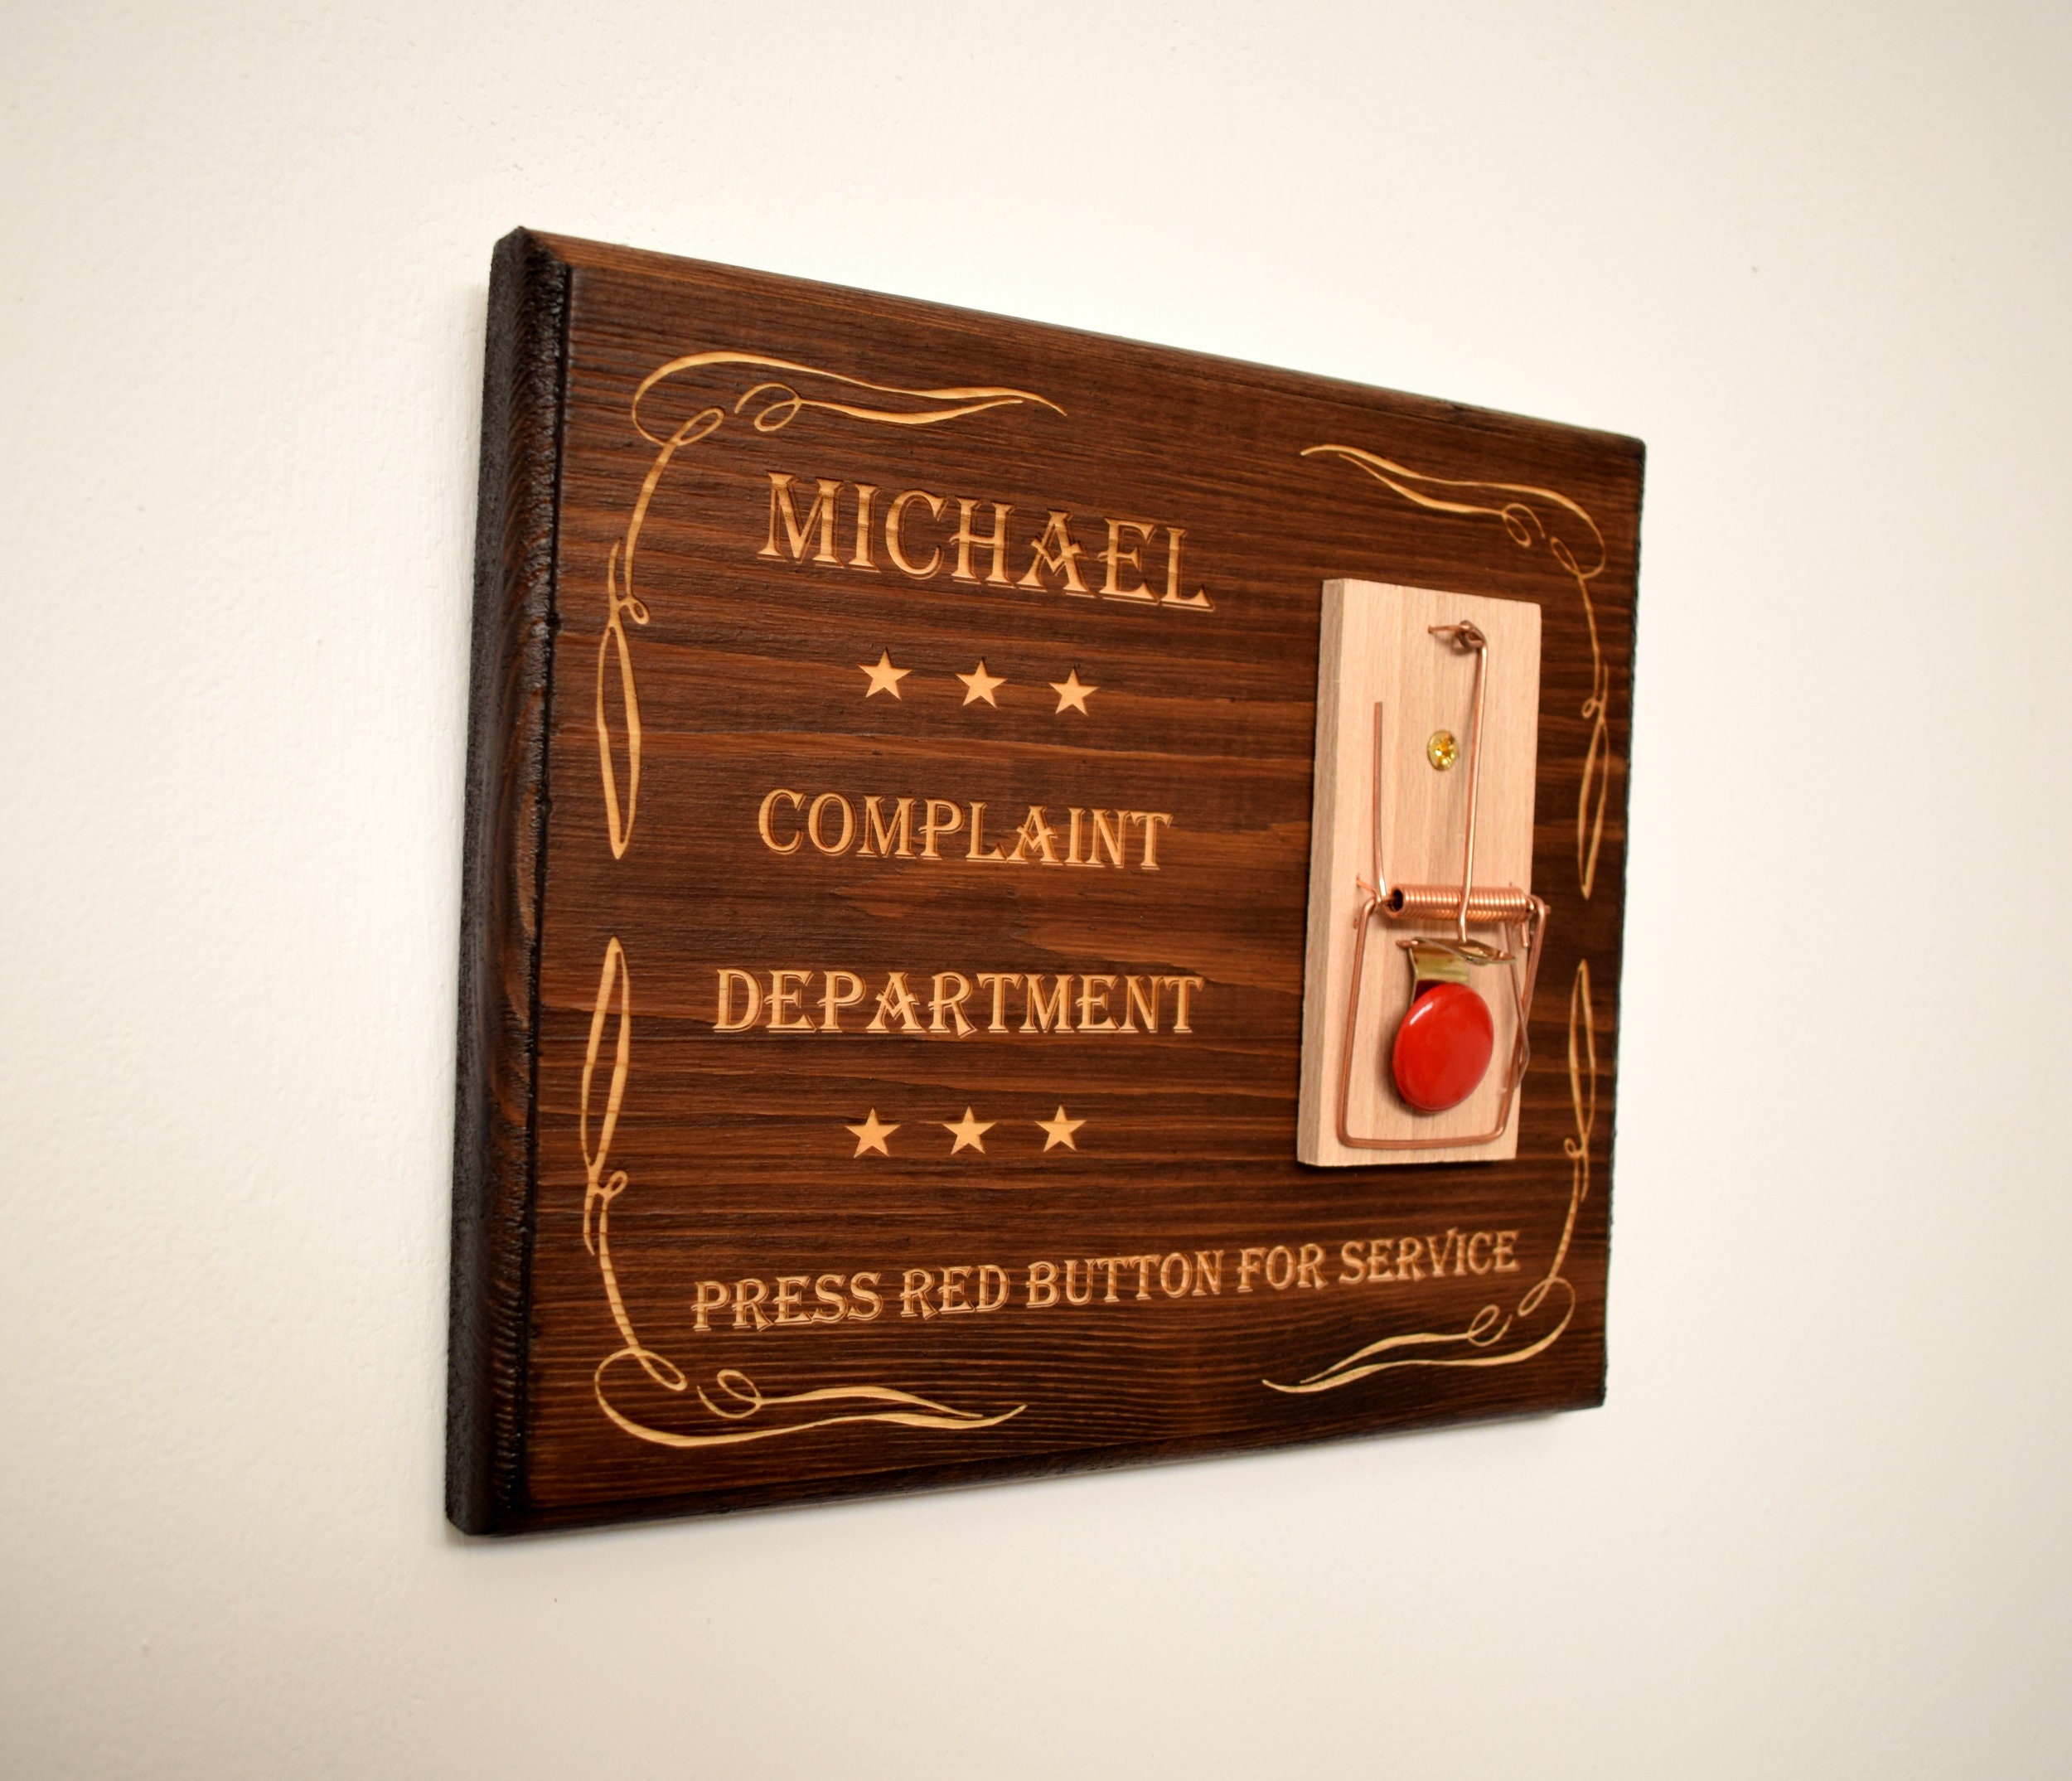 MICHAEL
COMPLAINT
DEPARTMENT
PRESS RED BUTTON FOR SERVICE